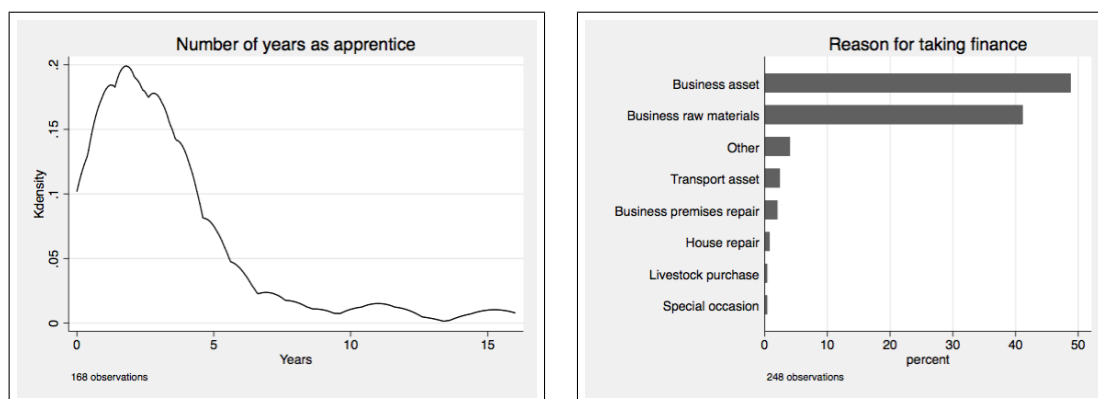 Number of years as apprentice
.2
.15
.1
.05
0
Kdensity
0 5 10 15
Years
168 observations
Reason for taking finance
Business asset
Business raw materials
Other
Transport asset
Business premises repair
House repair
Livestock purchase
Special occasion
0 10 20 30 40 50
percent
248 observations